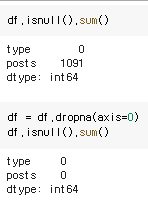 df.isnull().sum()
type 0
posts 1091
dtype: int64
df = df.dropna(axis=0)
df.isnull().sum()
type 0
posts 0
dtype: int64